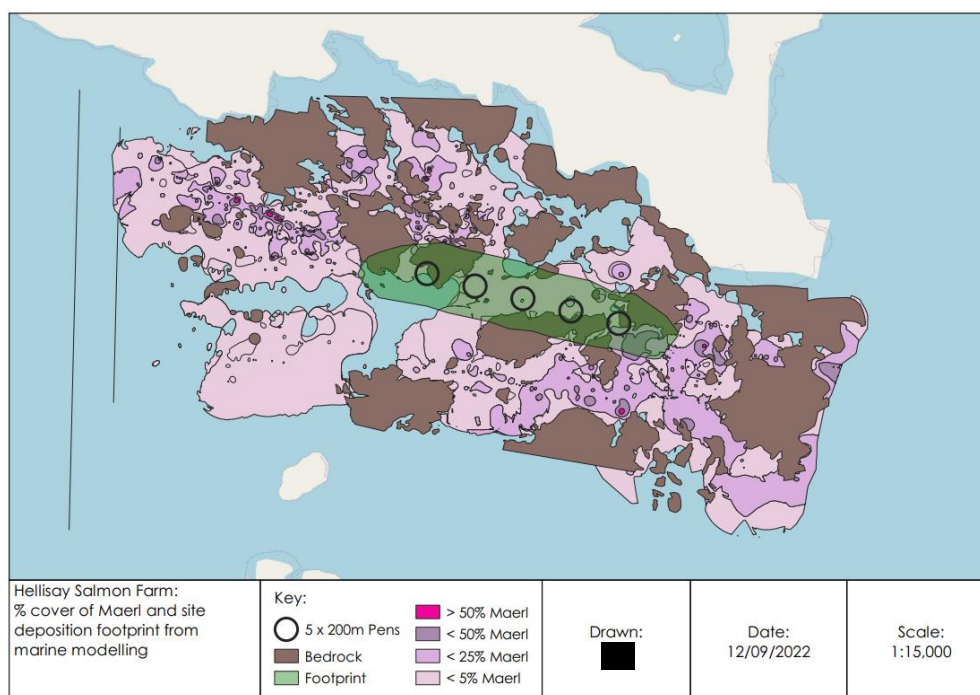 Hellisay Salmon Farm:
% cover of Maerl and site
deposition footprint from
marine modelling
Key:
5 x 200m Pens
Bedrock
Footprint
> 50% Maerl
< 50% Maerl
< 25% Maerl
< 5% Maerl
Drawn:
Date:
12/09/2022
Scale:
1:15,000